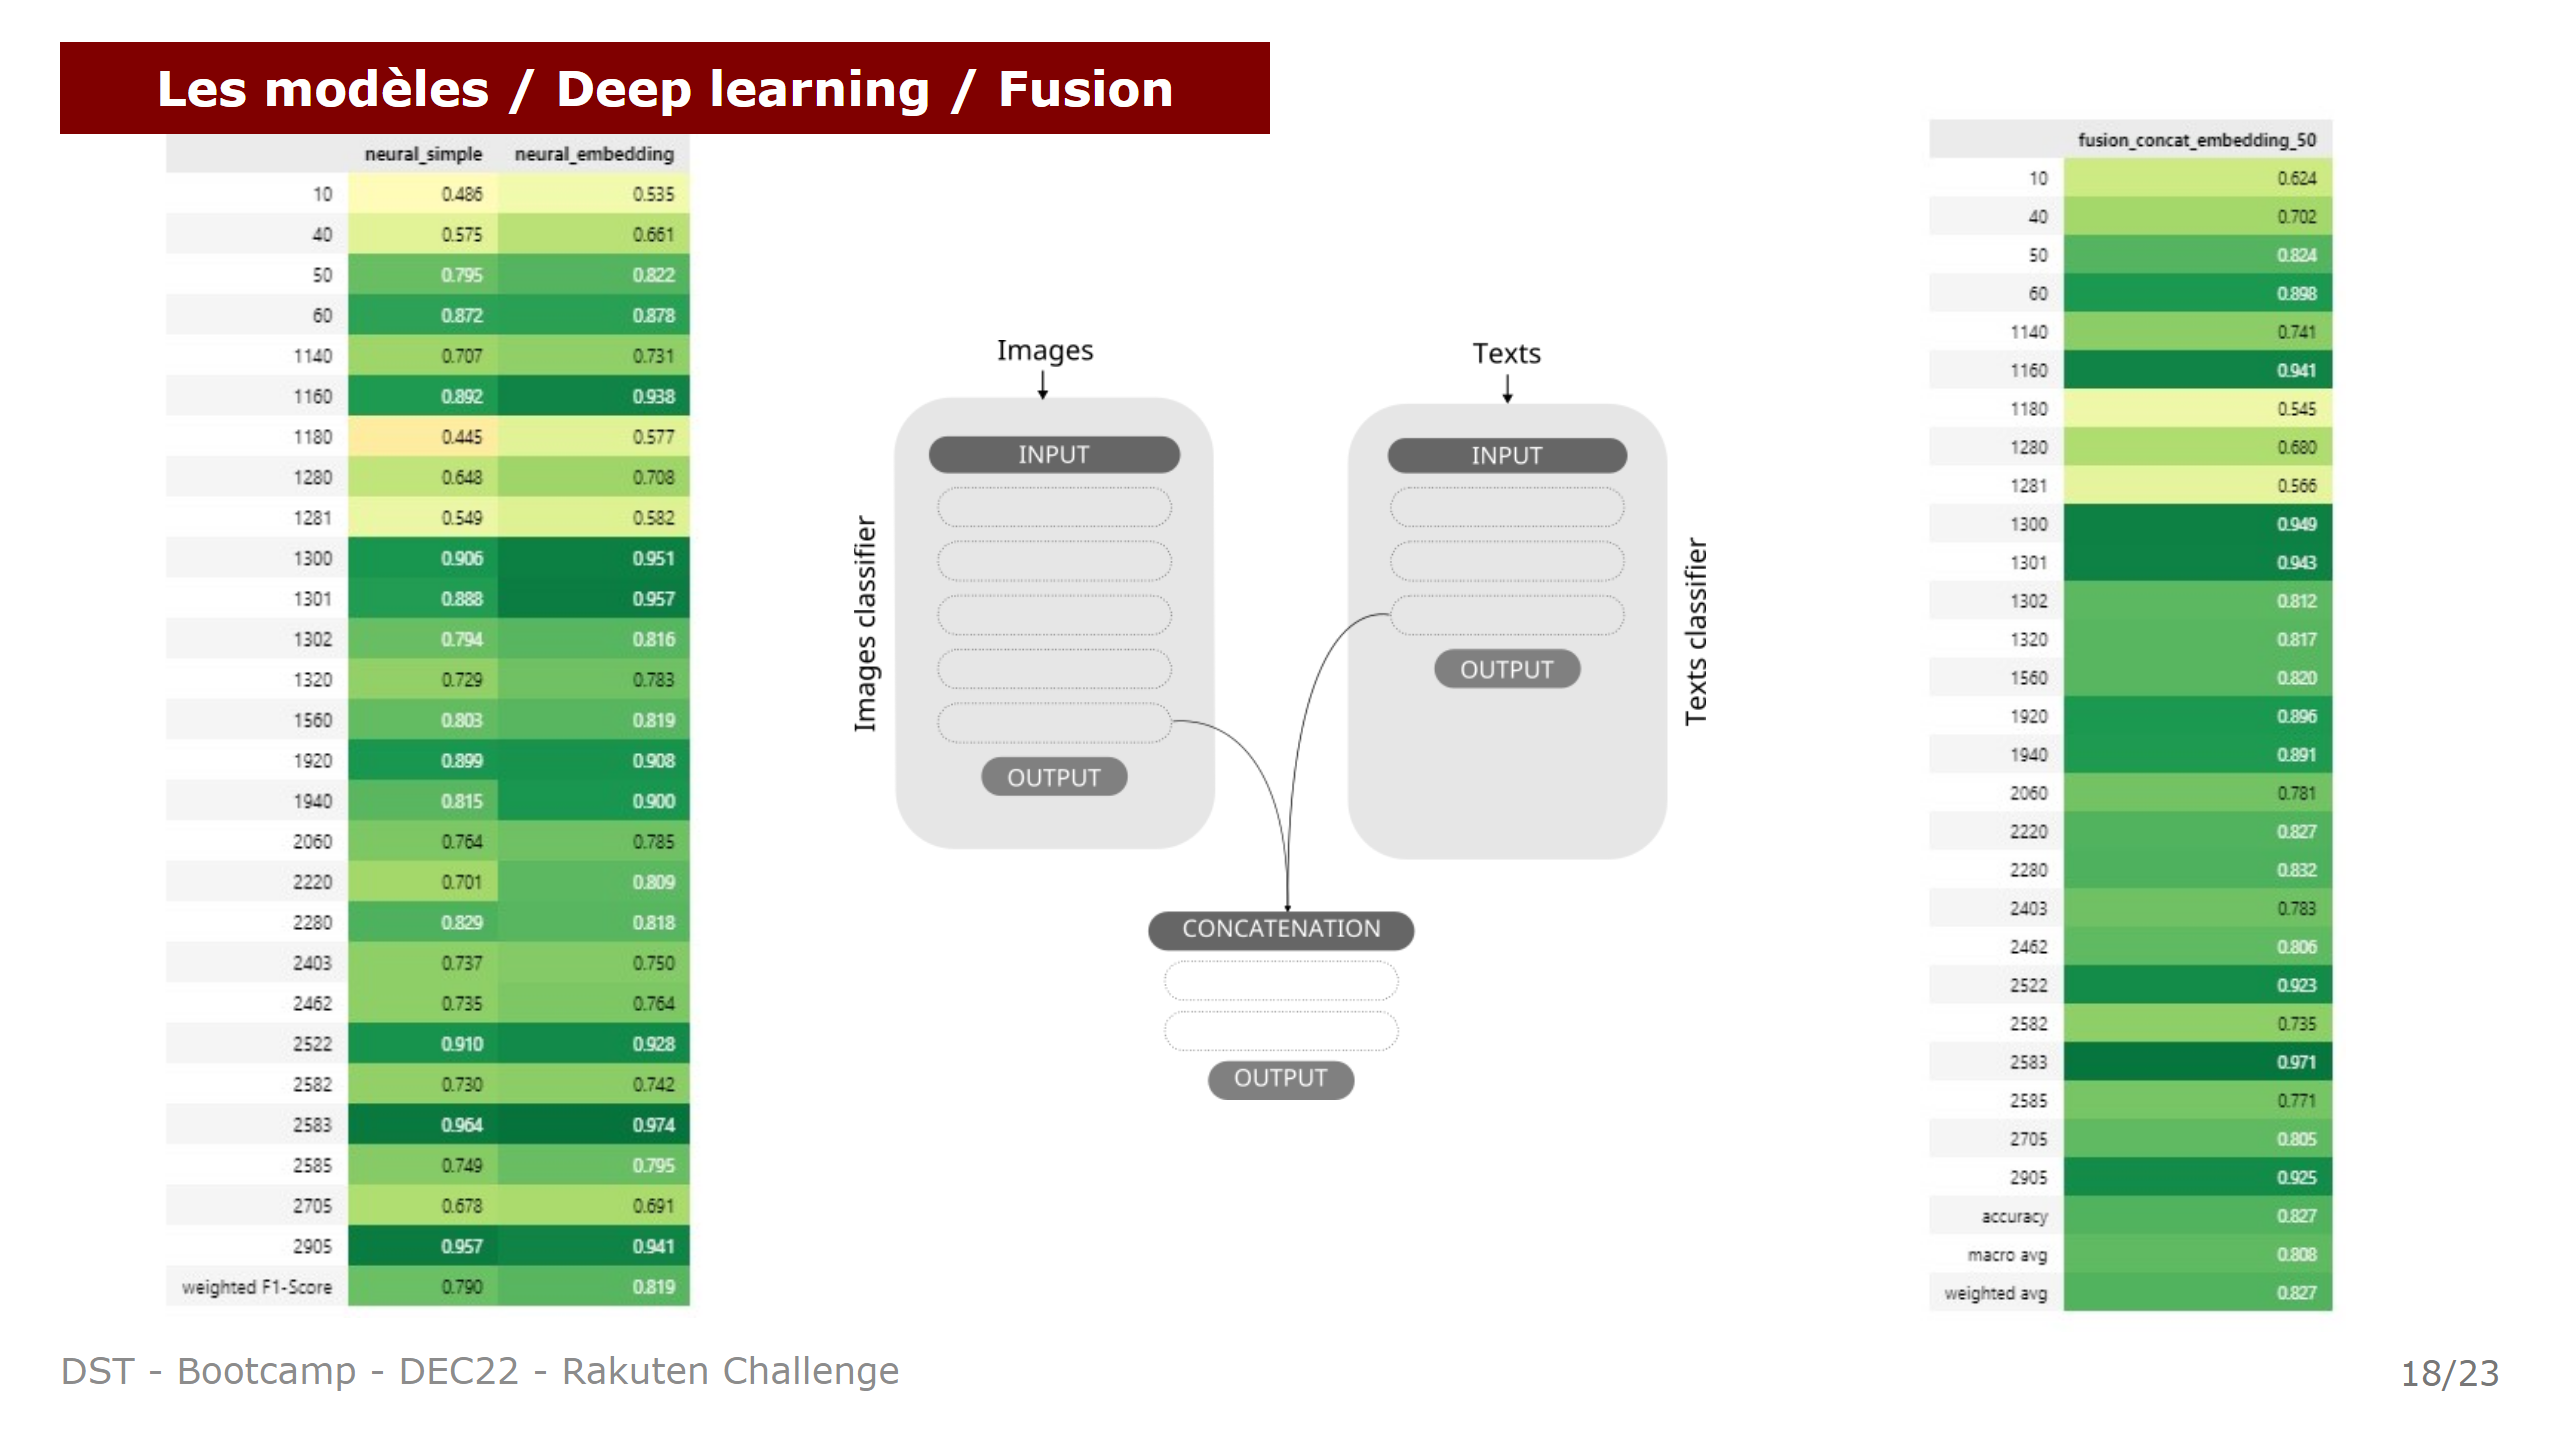 Les modèles / Deep learning / Fusion
neural_simple neural_embedding
10 0.486 0.535
40 0.575 0.661
50 0.795 0.822
60 0.872 0.878
1140 0.707 0.731
1160 0.892 0.938
1180 0.445 0.577
1280 0.648 0.708
1281 0.549 0.582
1300 0.906 0.951
1301 0.888 0.957
1302 0.794 0.816
1320 0.729 0.783
1560 0.803 0.819
1920 0.899 0.908
1940 0.815 0.900
2060 0.764 0.785
2220 0.701 0.809
2280 0.829 0.818
2403 0.737 0.750
2462 0.735 0.764
2522 0.910 0.928
2582 0.730 0.742
2583 0.964 0.974
2585 0.749 0.795
2705 0.678 0.691
2905 0.957 0.941
weighted F1-Score 0.790 0.819
Images
INPUT
OUTPUT
Images classifier
Texts
INPUT
OUTPUT
Texts classifier
CONCATENATION
OUTPUT
fusion_concat_embedding_50
10 0.624
40 0.702
50 0.824
60 0.898
1140 0.741
1160 0.941
1180 0.545
1280 0.680
1281 0.566
1300 0.949
1301 0.943
1302 0.812
1320 0.817
1560 0.820
1920 0.896
1940 0.891
2060 0.781
2220 0.827
2280 0.832
2403 0.783
2462 0.806
2522 0.923
2582 0.735
2583 0.971
2585 0.771
2705 0.805
2905 0.925
accuracy 0.827
macro avg 0.808
weighted avg 0.827
DST - Bootcamp - DEC22 - Rakuten Challenge
18/23